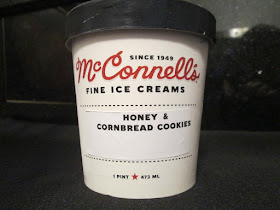 SINCE 1949
McConnell's
FINE ICE CREAMS
HONEY &
CORNBREAD COOKIES
1 PINT ★ 473 ML